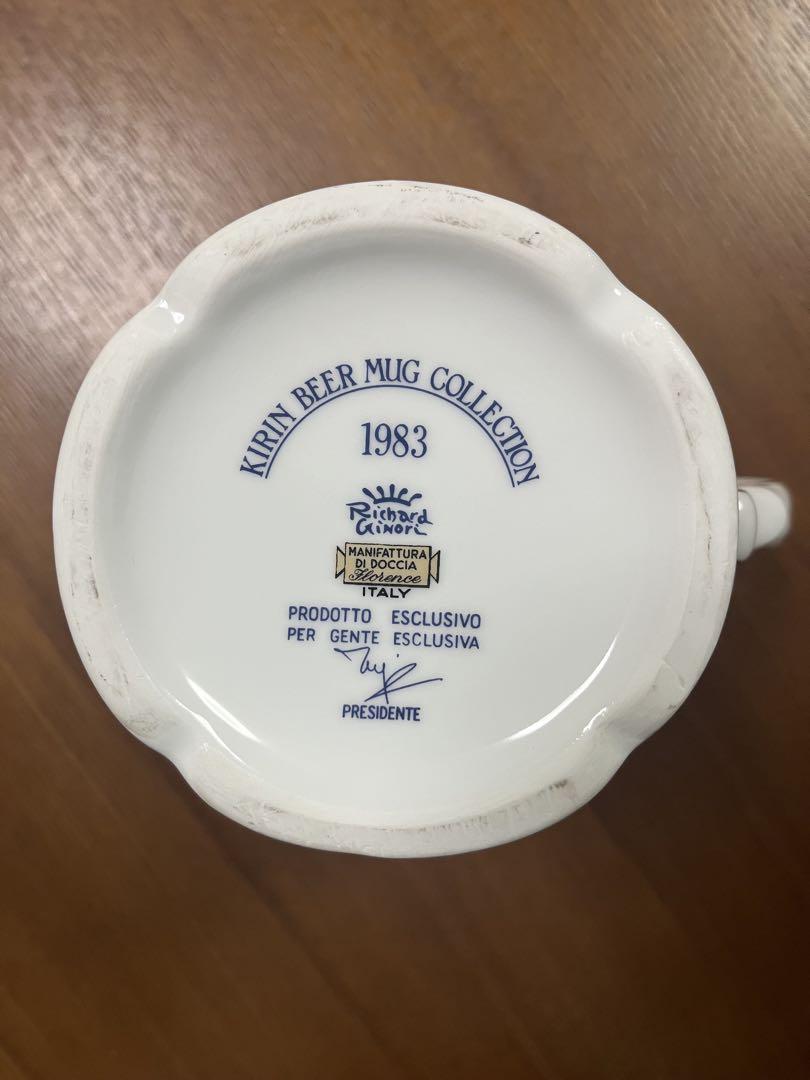 KIRIN BEER MUG COLLECTION
1983
Richard
Ginori
MANIFATTURA
DI DOCCIA
Florence
ITALY
PRODOTTO ESCLUSIVO
PER GENTE ESCLUSIVA
PRESIDENTE